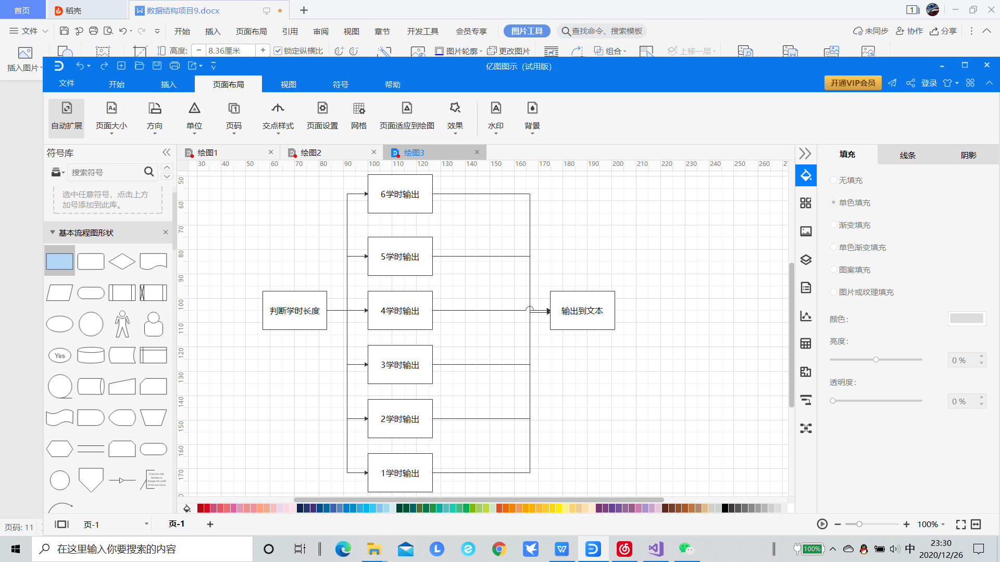 首页
稻壳
数据结构项目9.docx
1
文件
开始
插入
页面布局
引用
审阅
视图
章节
开发工具
会员专享
图片工具
查找命令、搜索模板
未同步
协作
分享
插入图片
高度:
8.36厘米
锁定纵横比
图片轮廓
更改图片
组合
上移一层
亿图图示（试用版）
文件
开始
插入
页面布局
视图
符号
帮助
开通VIP会员
登录
自动扩展
页面大小
方向
单位
页码
交点样式
页面设置
网格
页面适应到绘图
效果
水印
背景
符号库
绘图1
绘图2
绘图3
填充
线条
阴影
搜索符号
30 40 50 60 70 80 90 100 110 120 130 140 150 160 170 180 190 200 210 220 230 240 250 260
50 60 70 80 90 100 110 120 130 140 150 160 170
选中任意符号，点击上方
加号添加到此库。
基本流程图形状
Yes
Drag the side
handles to
change the width
of the text block.
6学时输出
5学时输出
判断学时长度
4学时输出
输出到文本
3学时输出
2学时输出
1学时输出
无填充
单色填充
渐变填充
单色渐变填充
图案填充
图片或纹理填充
颜色:
亮度:
0 %
透明度:
0 %
页码: 11
页-1
页-1
100%
在这里输入你要搜索的内容
100%
中
23:30
2020/12/26